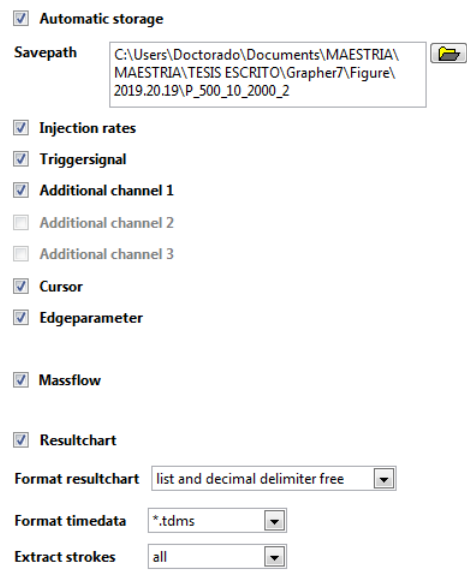 Automatic storage
Savepath
C:\Users\Doctorado\Documents\MAESTRIA\
MAESTRIA\TESIS ESCRITO\Grapher7\Figure\
2019.20.19\P_500_10_2000_2
Injection rates
Triggersignal
Additional channel 1
Additional channel 2
Additional channel 3
Cursor
Edgeparameter
Massflow
Resultchart
Format resultchart list and decimal delimiter free
Format timedata *.tdms
Extract strokes all